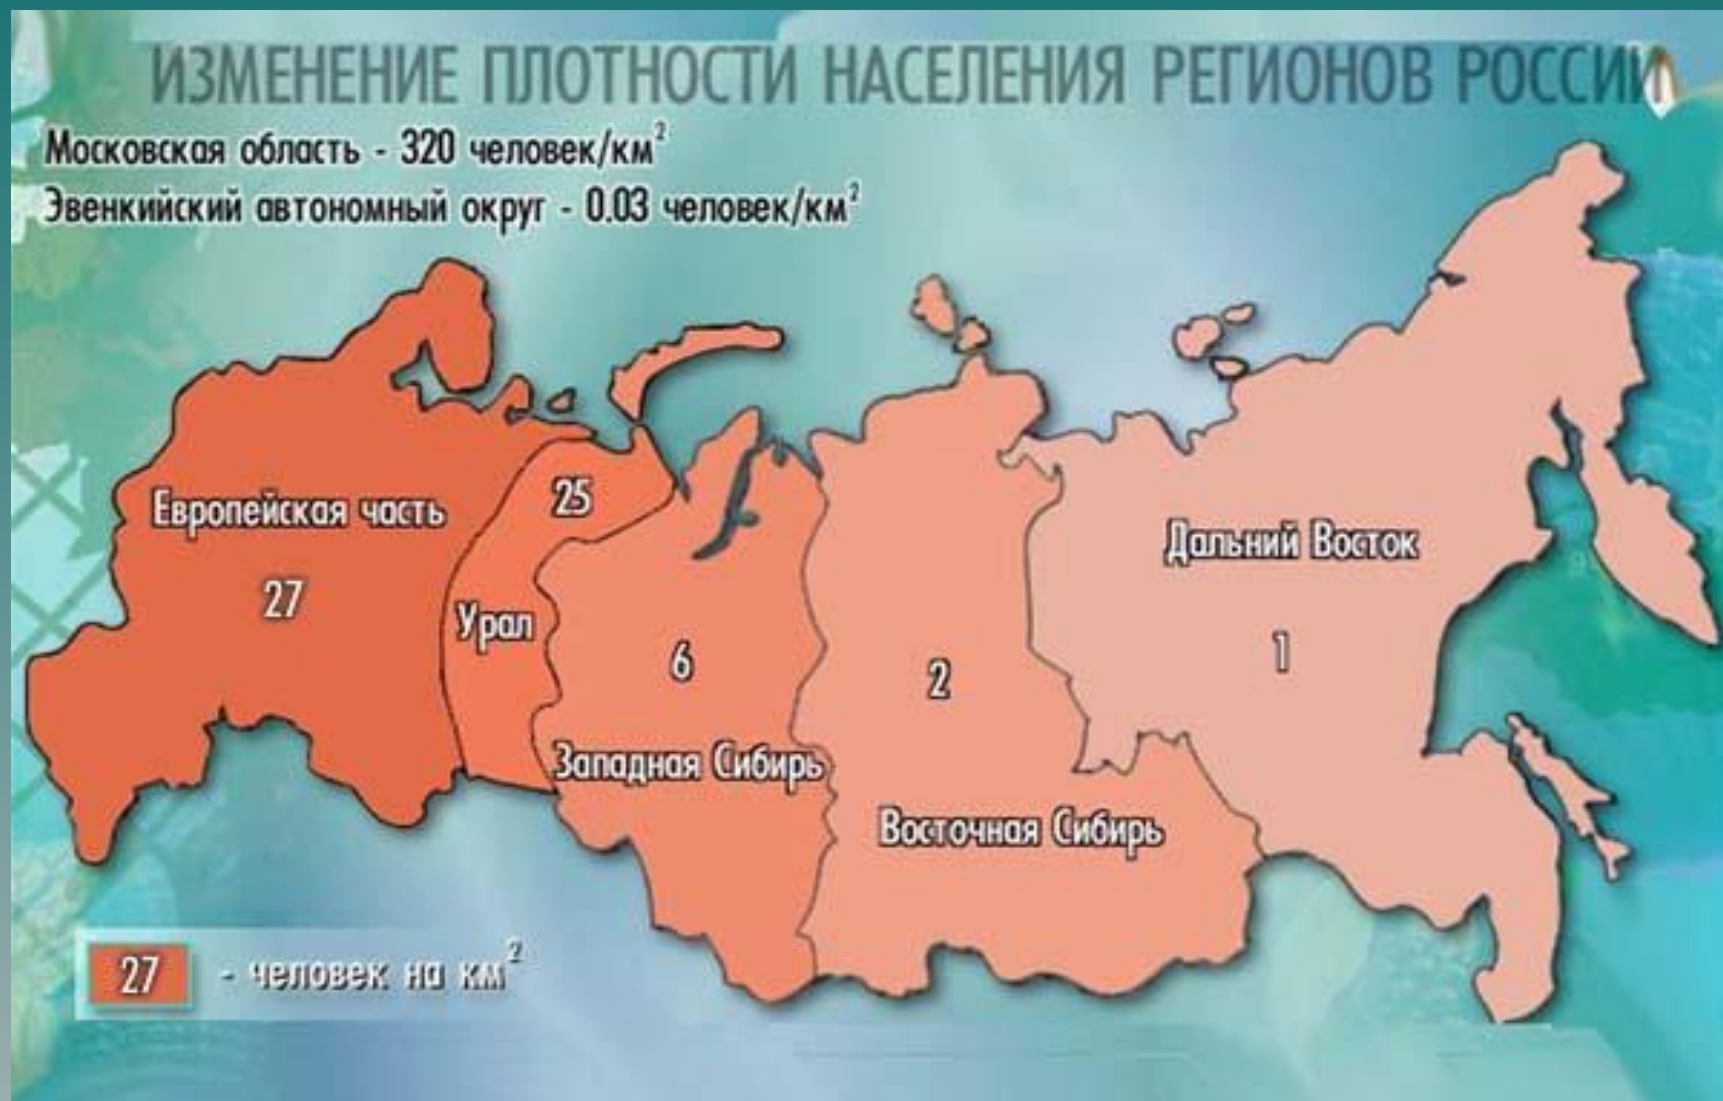 ИЗМЕНЕНИЕ ПЛОТНОСТИ НАСЕЛЕНИЯ РЕГИОНОВ РОССИИ
Московская область - 320 человек/км²
Эвенкийский автономный округ - 0.03 человек/км²
25
Европейская часть
Дальний Восток
27
Урал
6
2
1
Западная Сибирь
Восточная Сибирь
27 - человек на км²